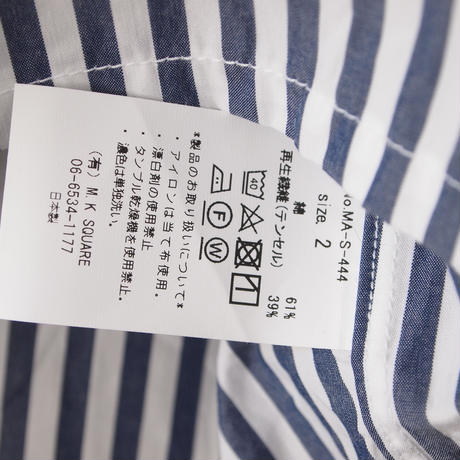 No.MA-S-444
Size. 2
綿 61%
再生繊維(テンセル) 39%
40
F
W
*製品のお取り扱いについて*
・アイロンは当て布使用
・漂白剤の使用禁止
・タンブル乾燥機を使用禁止
・濃色は単独洗い。
(有) M.K SQUARE
06-6534-1177
日本製